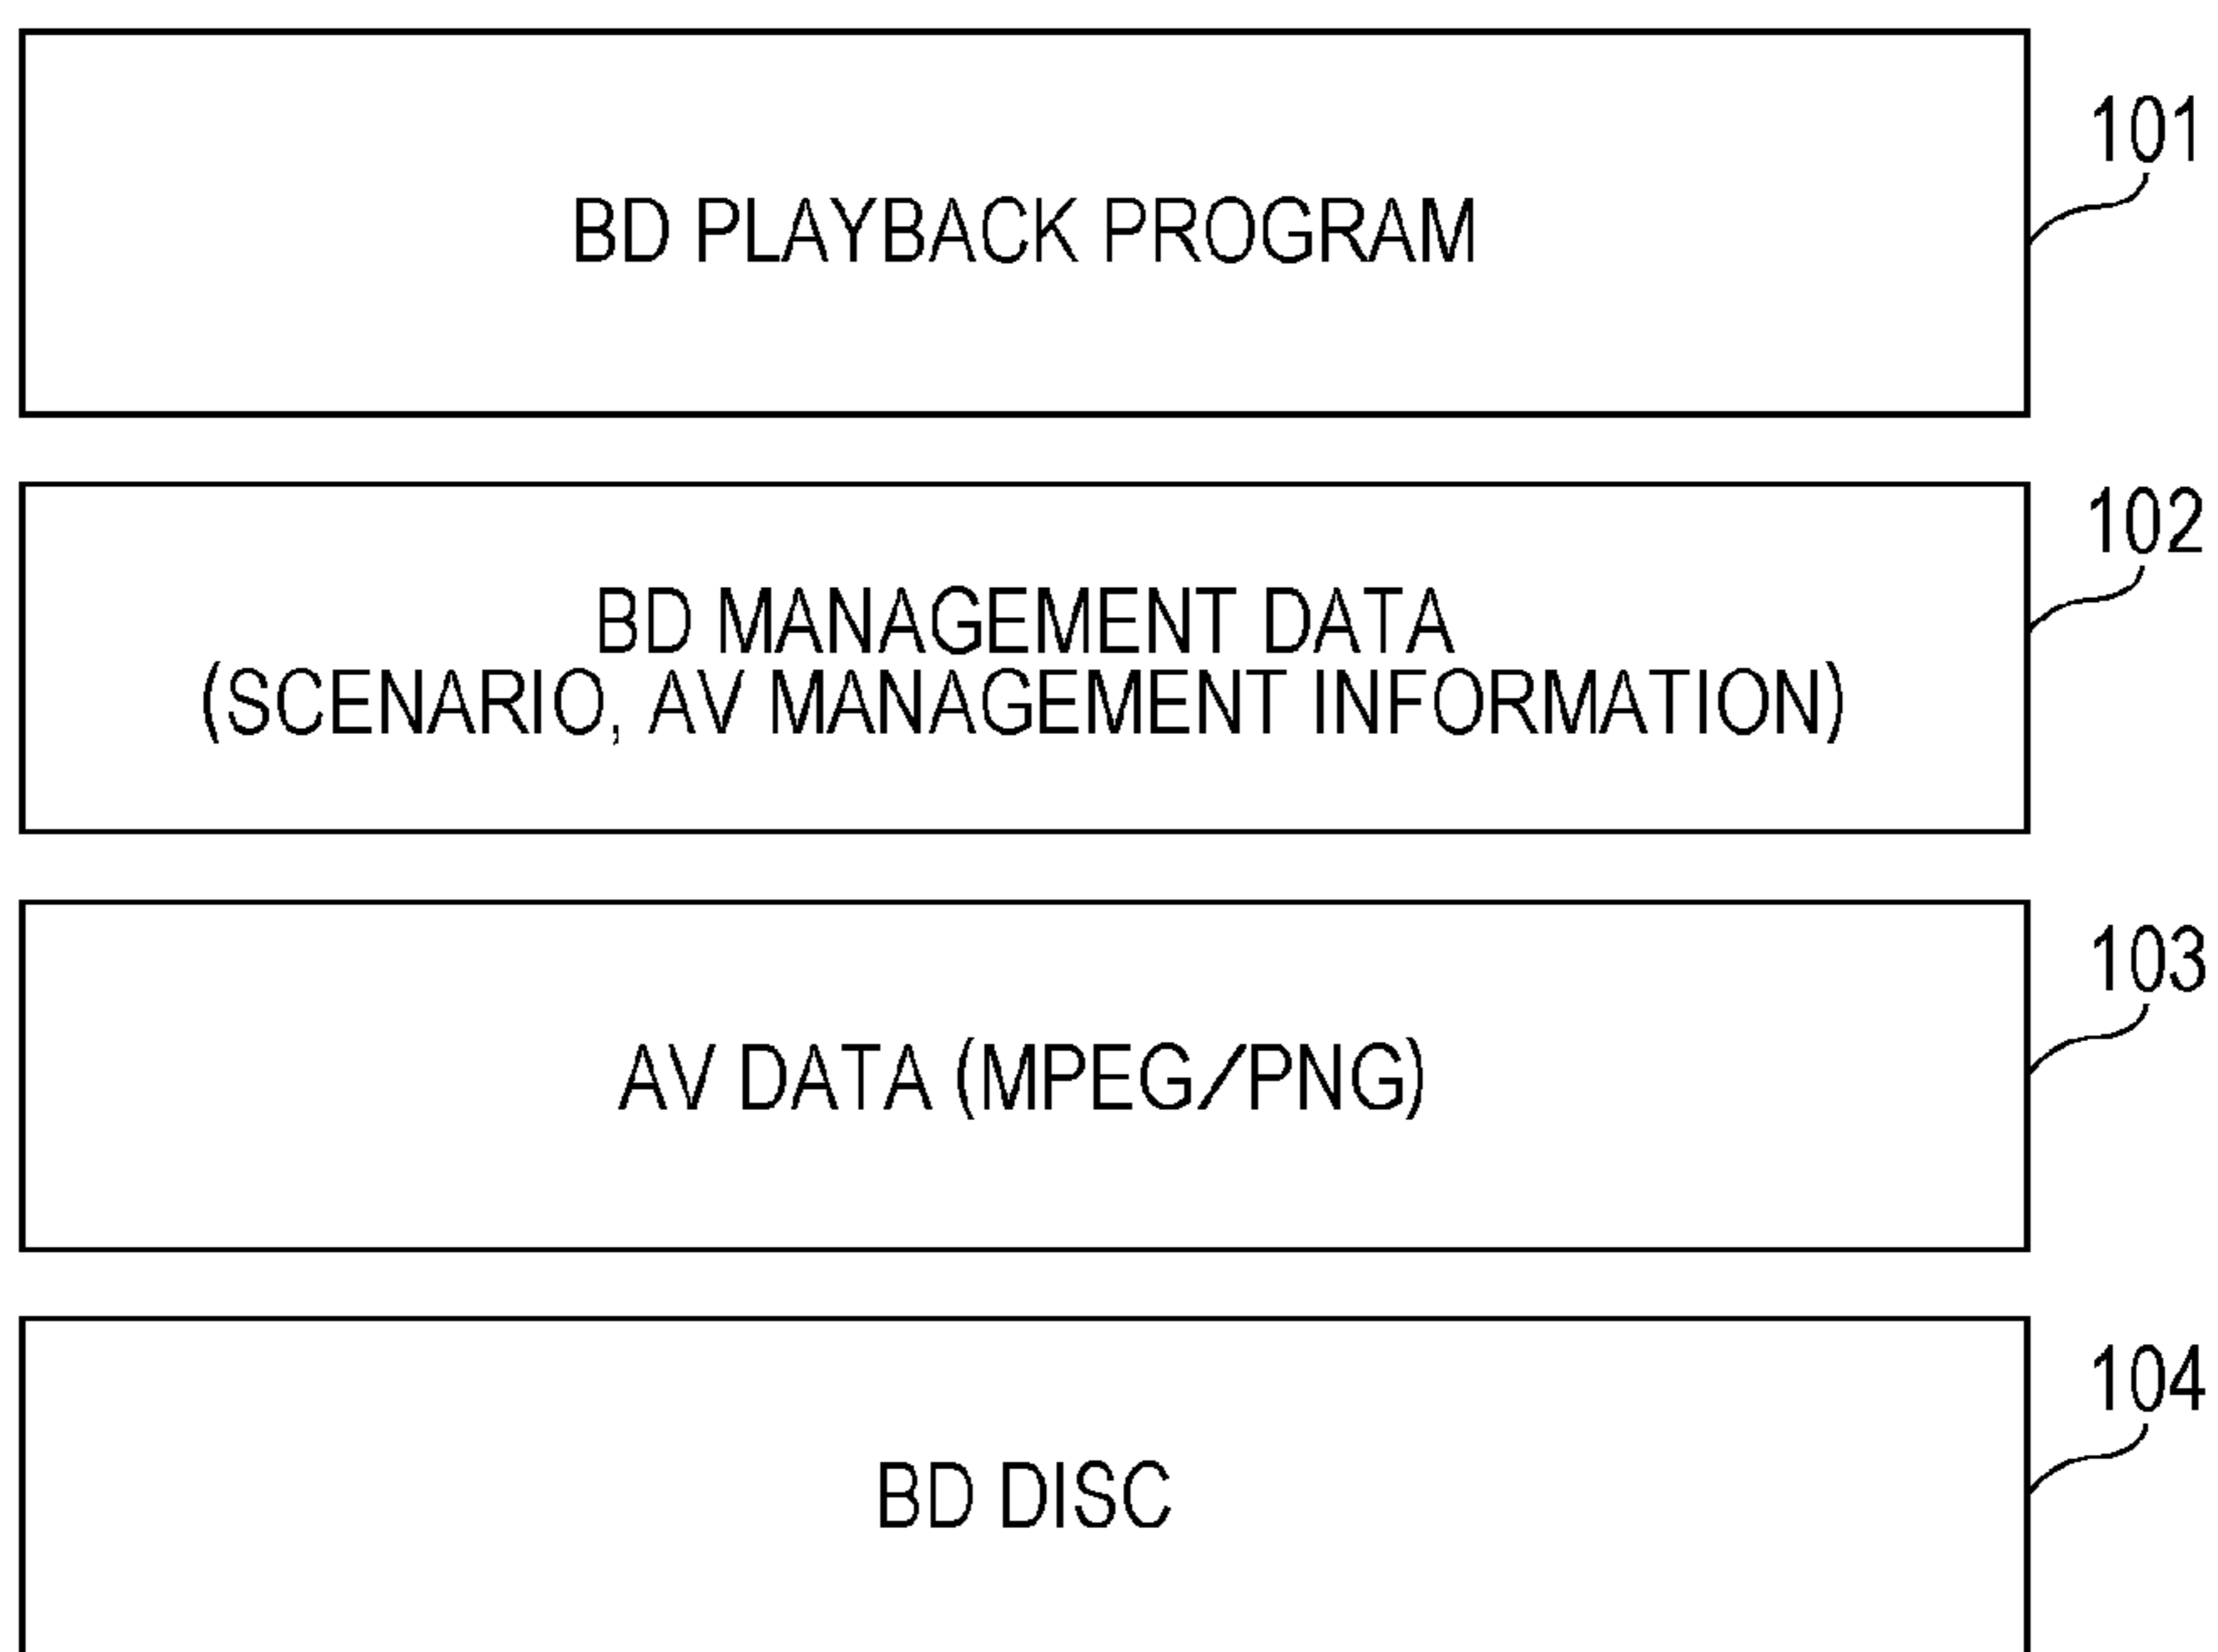 101
BD PLAYBACK PROGRAM
102
BD MANAGEMENT DATA
(SCENARIO, AV MANAGEMENT INFORMATION)
103
AV DATA (MPEG/PNG)
104
BD DISC